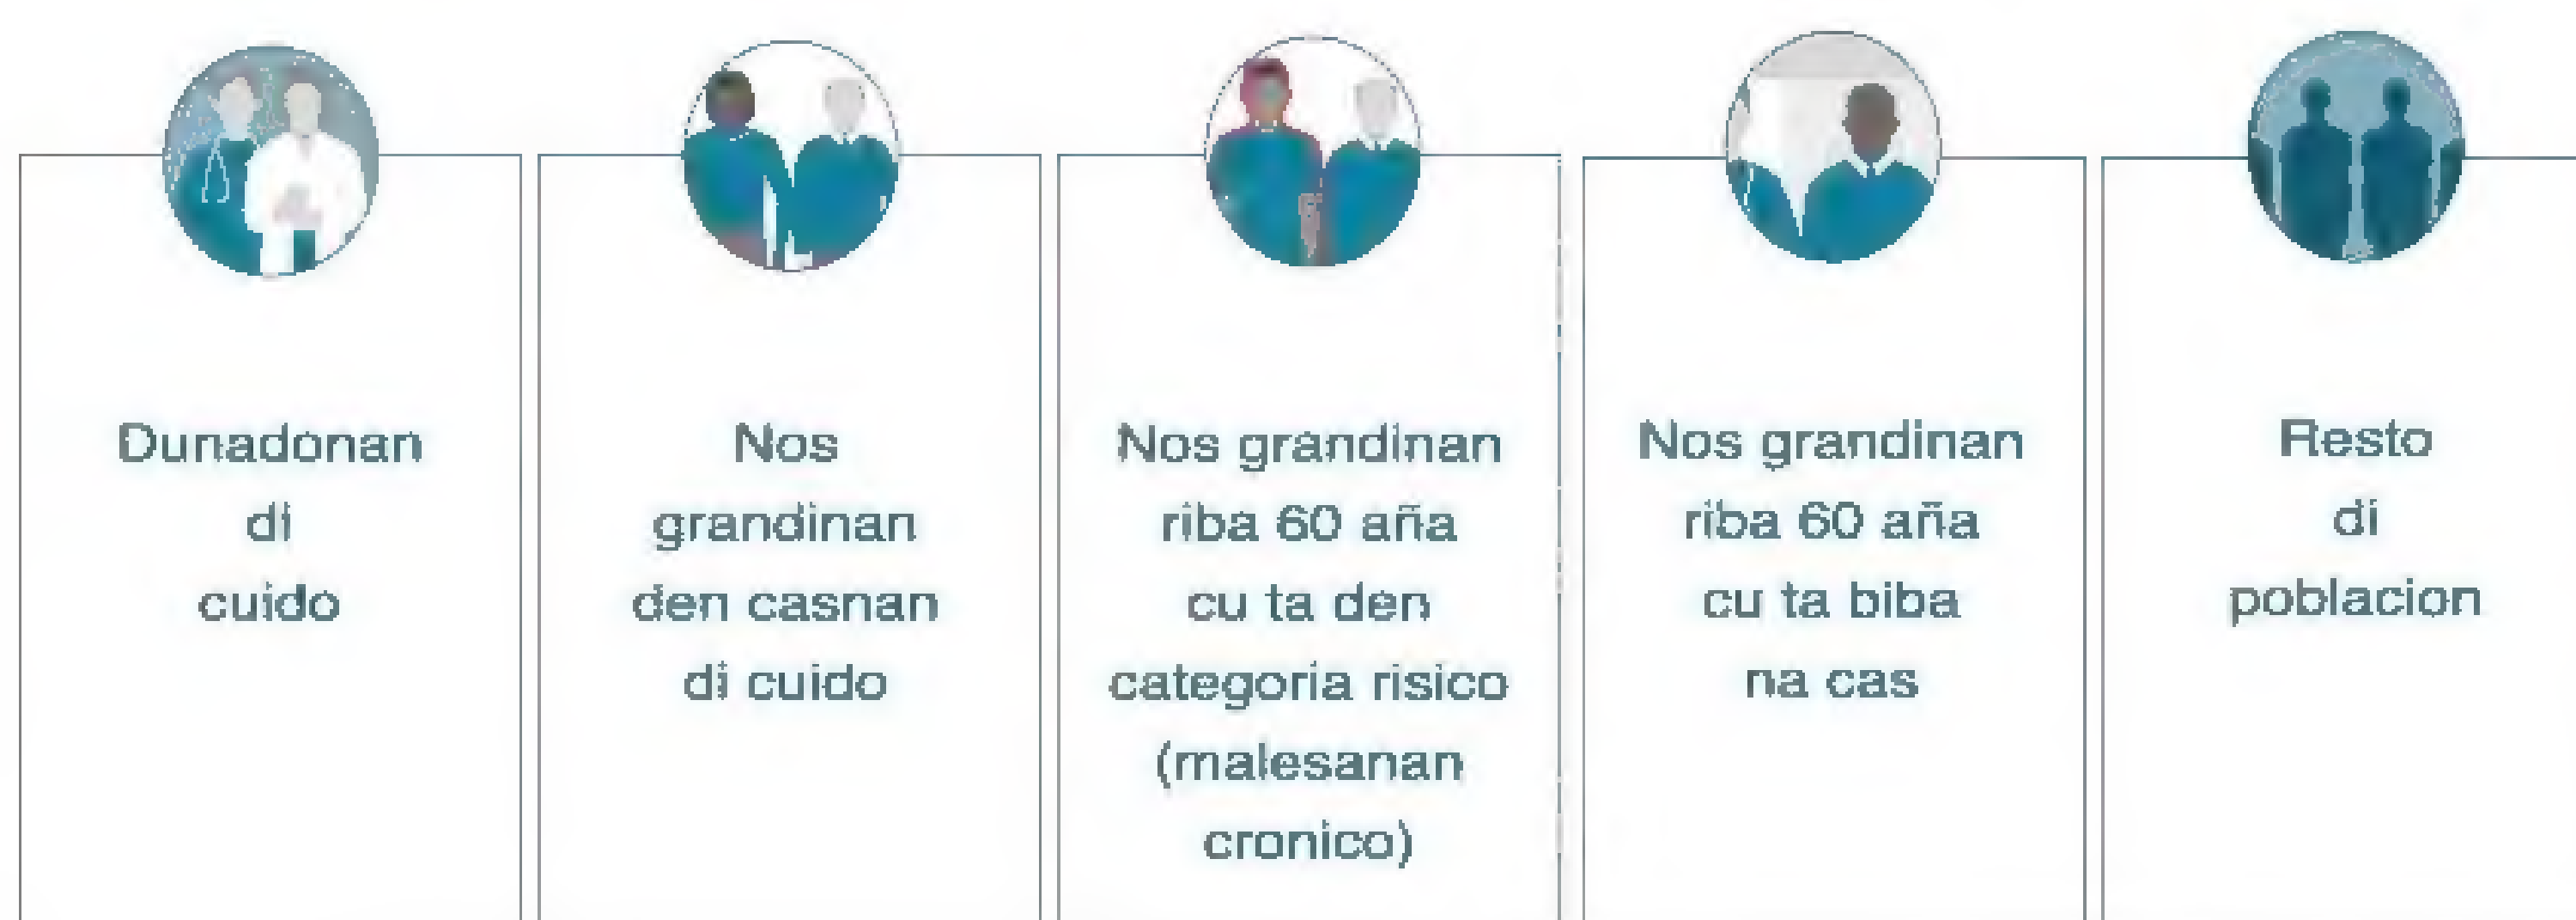 Dunadonan
di
cuido
Nos
grandinan
den casnan
di cuido
Nos grandinan
riba 60 aña
cu ta den
categoria risico
(malesanan
cronico)
Nos grandinan
riba 60 aña
cu ta biba
na cas
Resto
di
poblacion